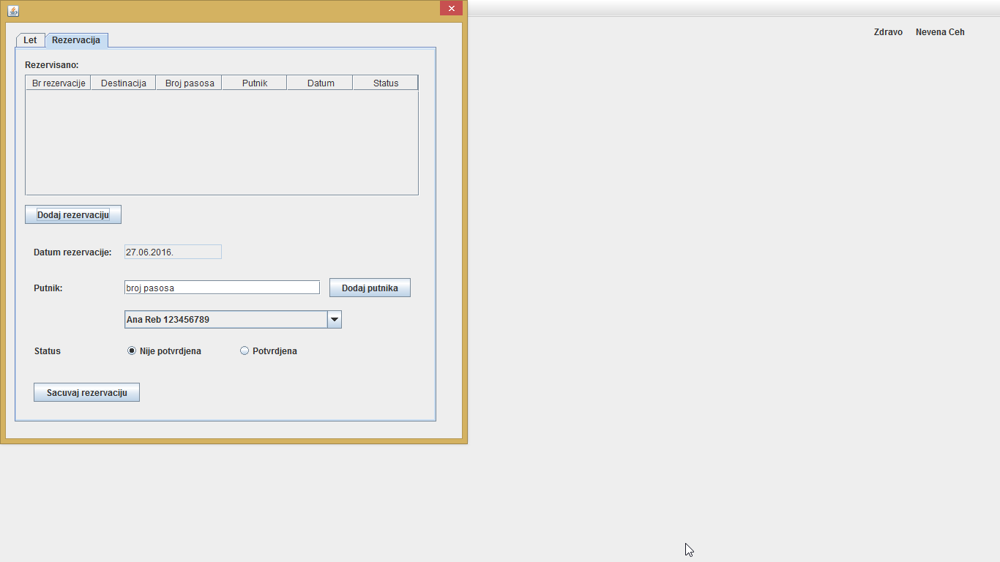 Zdravo Nevena Ceh
Let Rezervacija
Rezervisano:
Br rezervacije Destinacija Broj pasosa Putnik Datum Status
Dodaj rezervaciju
Datum rezervacije: 27.06.2016.
Putnik: broj pasosa Dodaj putnika
Ana Reb 123456789
Status Nije potvrdjena Potvrdjena
Sacuvaj rezervaciju